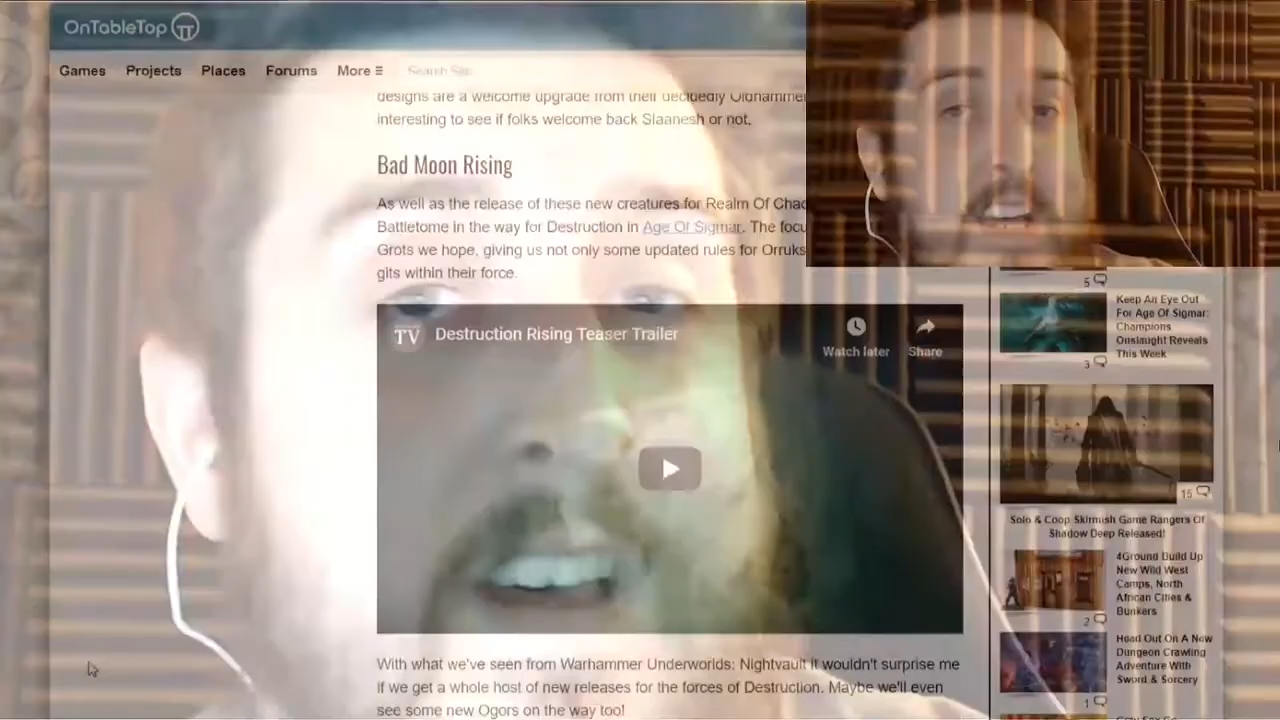 OnTableTop
Games Projects Places Forums More
Search Site
designs are a welcome upgrade from their decidedly Oldhammer
interesting to see if folks welcome back Slaanesh or not.
Bad Moon Rising
As well as the release of these new creatures for Realm Of Chao
Battletome in the way for Destruction in Age Of Sigmar. The focu
Grots we hope, giving us not only some updated rules for Orruks
gits within their force.
TV Destruction Rising Teaser Trailer
Watch later Share
With what we've seen from Warhammer Underworlds: Nightvault it wouldn't surprise me
if we get a whole host of new releases for the forces of Destruction. Maybe we'll even
see some new Ogors on the way too!
5
Keep An Eye Out
For Age Of Sigmar:
Champions
Onslaught Reveals
This Week
3
15
Solo & Coop Skirmish Game Rangers Of
Shadow Deep Released!
4Ground Build Up
New Wild West
Camps, North
African Cities &
Bunkers
2
Head Out On A New
Dungeon Crawling
Adventure With
Sword & Sorcery
1